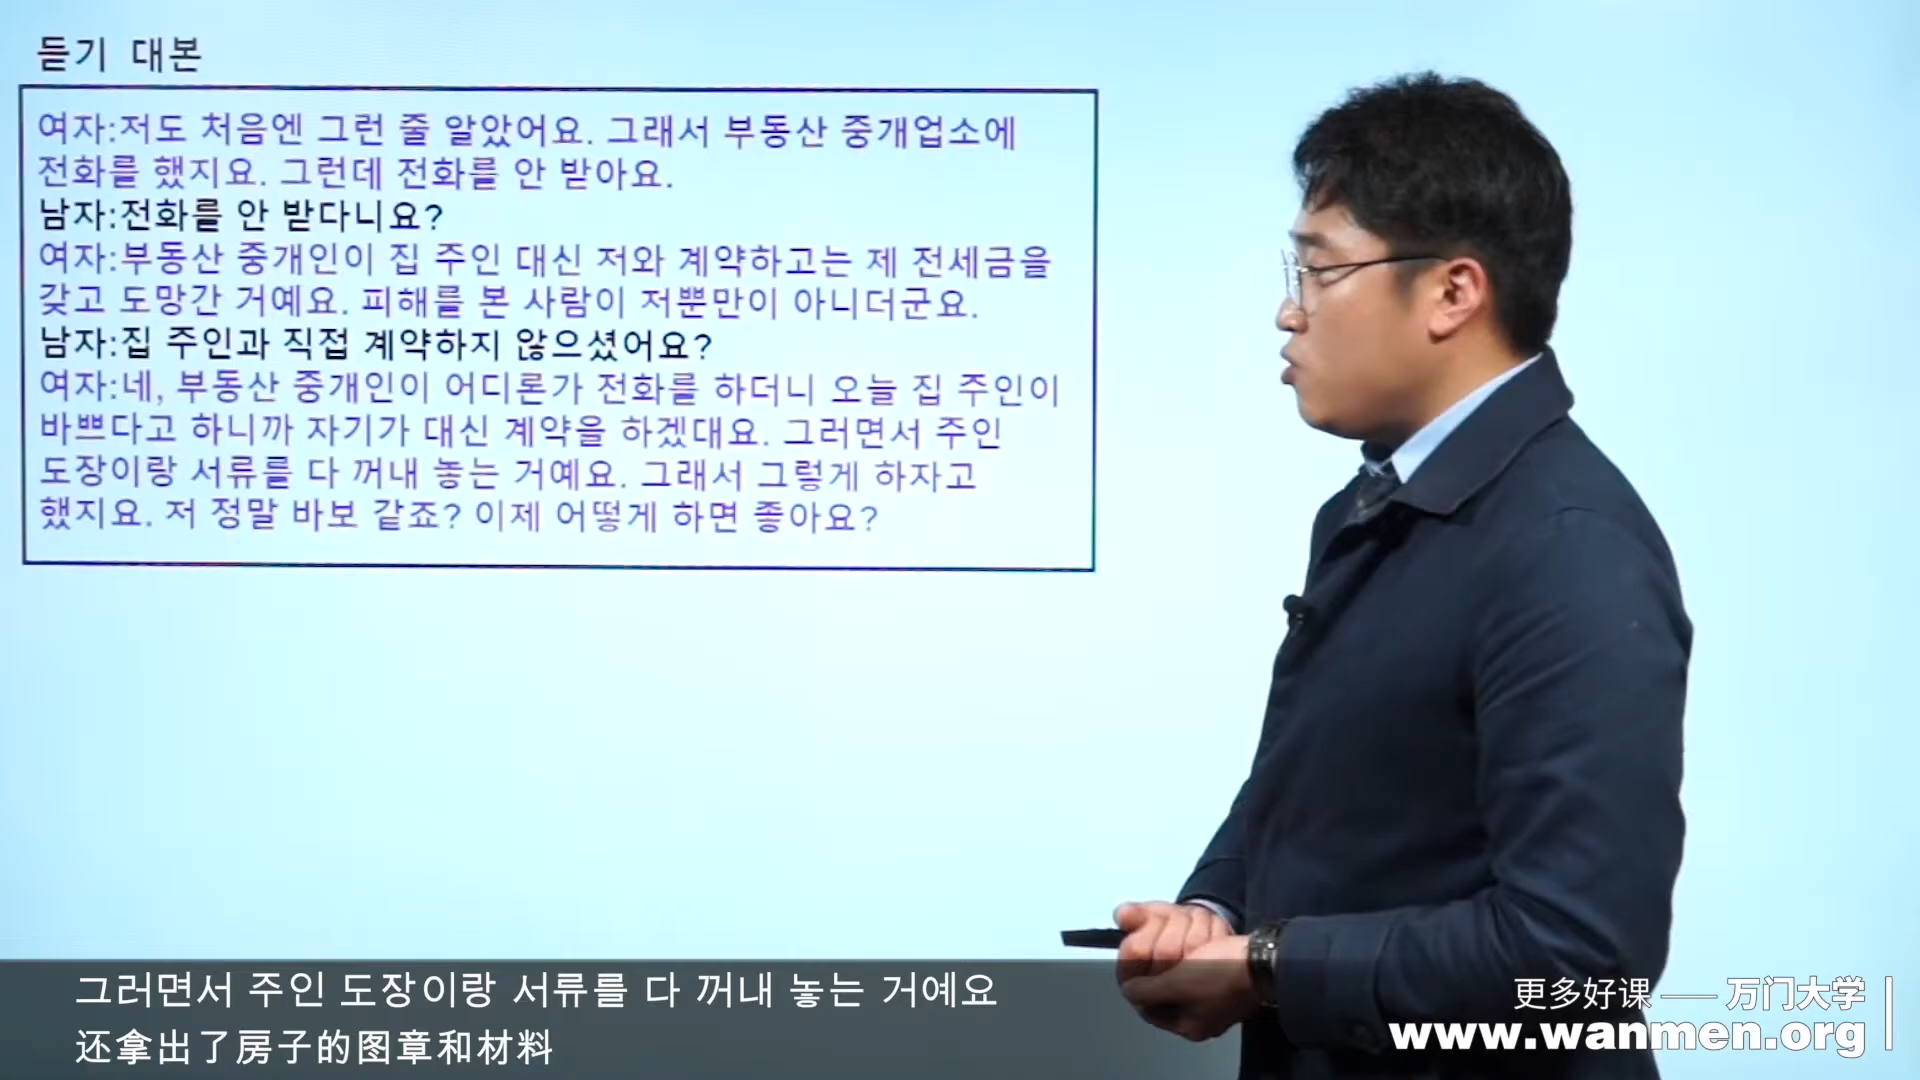 듣기 대본
여자:저도 처음엔 그런 줄 알았어요. 그래서 부동산 중개업소에
전화를 했지요. 그런데 전화를 안 받아요.
남자:전화를 안 받다니요?
여자:부동산 중개인이 집 주인 대신 저와 계약하고는 제 전세금을
갖고 도망간 거예요. 피해를 본 사람이 저뿐만이 아니더군요.
남자:집 주인과 직접 계약하지 않으셨어요?
여자:네, 부동산 중개인이 어디론가 전화를 하더니 오늘 집 주인이
바쁘다고 하니까 자기가 대신 계약을 하겠대요. 그러면서 주인
도장이랑 서류를 다 꺼내 놓는 거예요. 그래서 그렇게 하자고
했지요. 저 정말 바보 같죠? 이제 어떻게 하면 좋아요?
그러면서 주인 도장이랑 서류를 다 꺼내 놓는 거예요
还拿出了房子的图章和材料
更多好课 —— 万门大学
www.wanmen.org